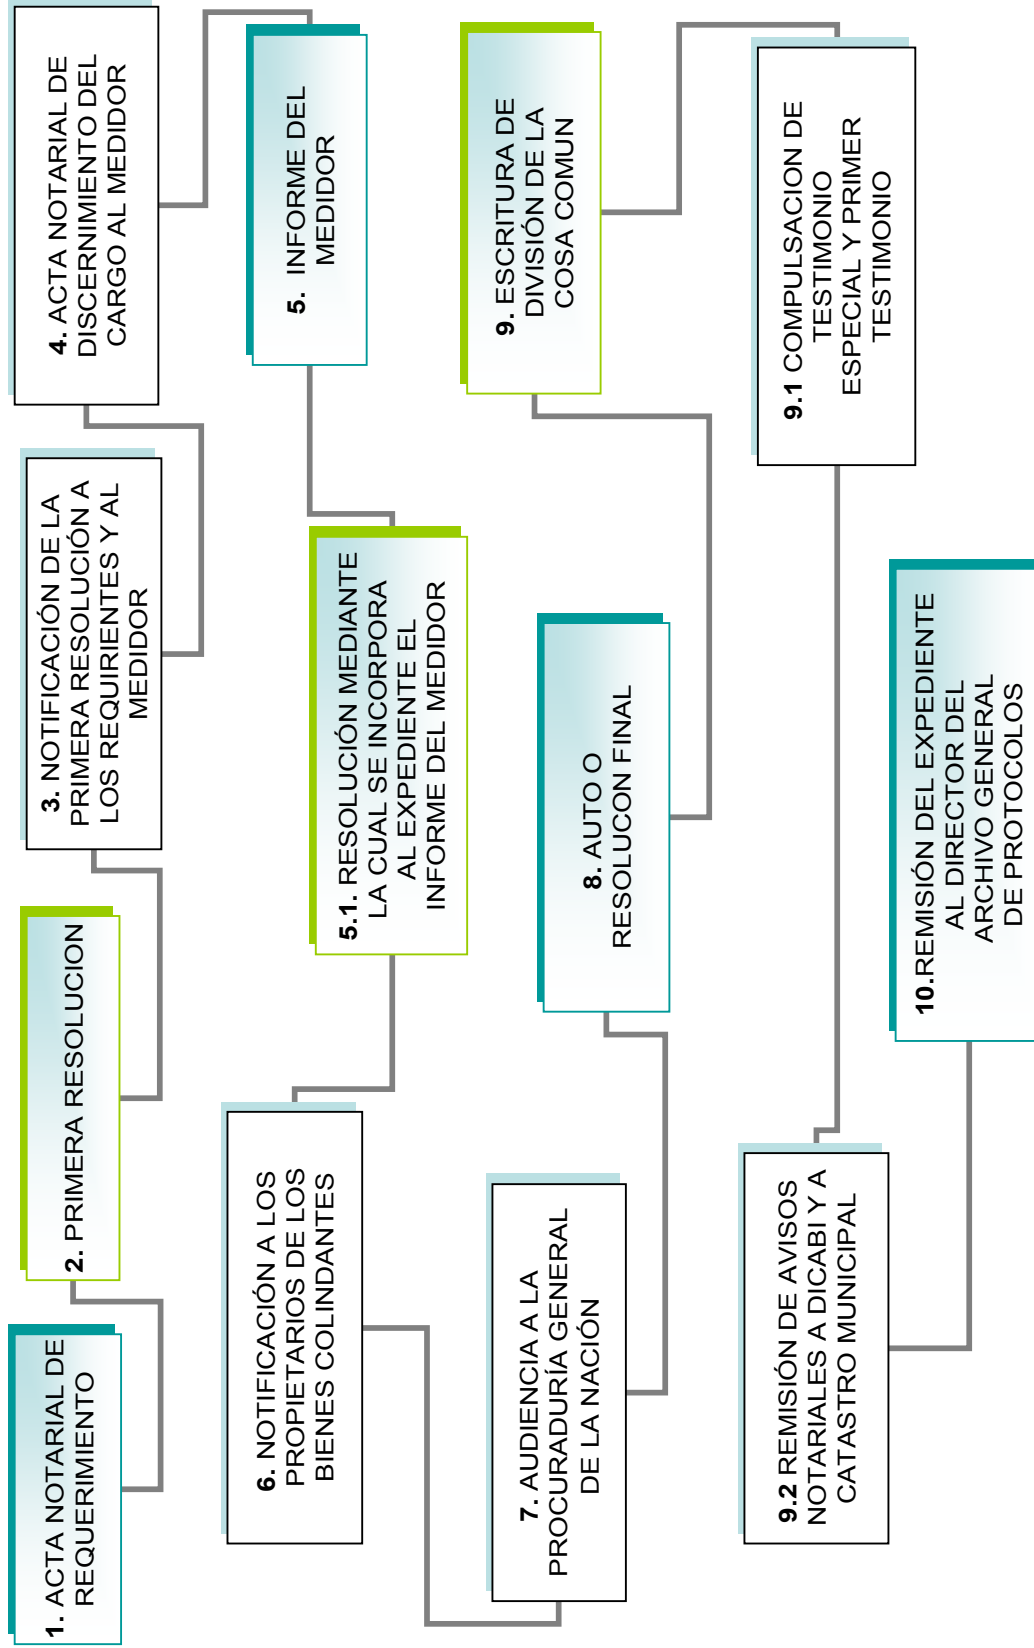 1. ACTA NOTARIAL DE
REQUERIMIENTO
2. PRIMERA RESOLUCION
3. NOTIFICACIÓN DE LA
PRIMERA RESOLUCIÓN A
LOS REQUIRIENTES Y AL
MEDIDOR
4. ACTA NOTARIAL DE
DISCERNIMIENTO DEL
CARGO AL MEDIDOR
5. INFORME DEL
MEDIDOR
5.1. RESOLUCIÓN MEDIANTE
LA CUAL SE INCORPORA
AL EXPEDIENTE EL
INFORME DEL MEDIDOR
6. NOTIFICACIÓN A LOS
PROPIETARIOS DE LOS
BIENES COLINDANTES
7. AUDIENCIA A LA
PROCURADURÍA GENERAL
DE LA NACIÓN
8. AUTO O
RESOLUCON FINAL
9. ESCRITURA DE
DIVISIÓN DE LA
COSA COMUN
9.1 COMPULSACION DE
TESTIMONIO
ESPECIAL Y PRIMER
TESTIMONIO
9.2 REMISIÓN DE AVISOS
NOTARIALES A DICABI Y A
CATASTRO MUNICIPAL
10.REMISIÓN DEL EXPEDIENTE
AL DIRECTOR DEL
ARCHIVO GENERAL
DE PROTOCOLOS